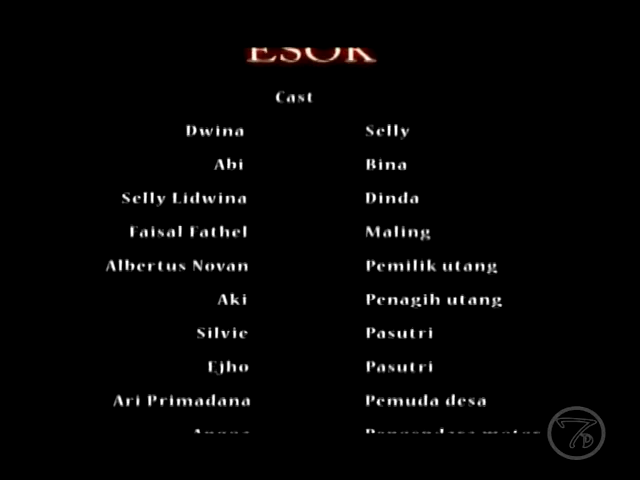 ESOK
Cast
Dwina Selly
Abi Bina
Selly Lidwina Dinda
Faisal Fathel Maling
Albertus Novan Pemilik utang
Aki Penagih utang
Silvie Pasutri
Ejho Pasutri
Ari Primadana Pemuda desa